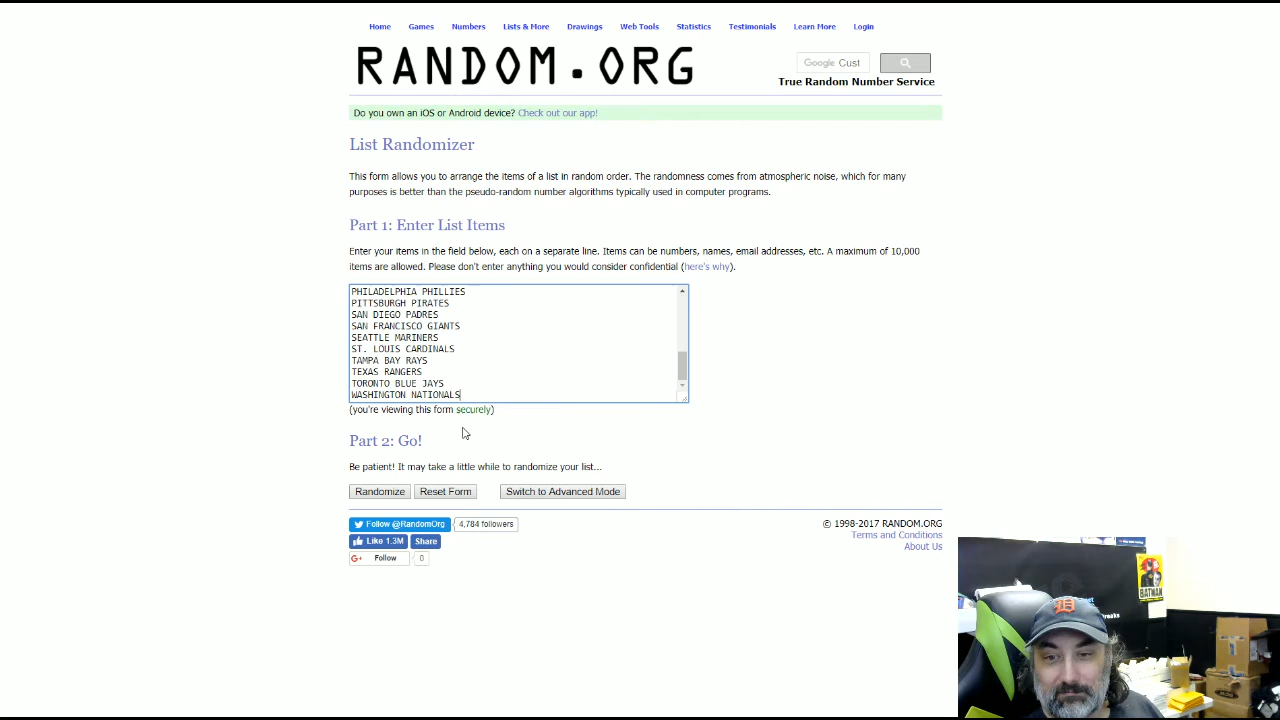 Home Games Numbers Lists & More Drawings Web Tools Statistics Testimonials Learn More Login
RANDOM.ORG
Google Cust
True Random Number Service
Do you own an iOS or Android device? Check out our app!
List Randomizer
This form allows you to arrange the items of a list in random order. The randomness comes from atmospheric noise, which for many
purposes is better than the pseudo-random number algorithms typically used in computer programs.
Part 1: Enter List Items
Enter your items in the field below, each on a separate line. Items can be numbers, names, email addresses, etc. A maximum of 10,000
items are allowed. Please don't enter anything you would consider confidential (here's why).
PHILADELPHIA PHILLIES
PITTSBURGH PIRATES
SAN DIEGO PADRES
SAN FRANCISCO GIANTS
SEATTLE MARINERS
ST. LOUIS CARDINALS
TAMPA BAY RAYS
TEXAS RANGERS
TORONTO BLUE JAYS
WASHINGTON NATIONALS
(you're viewing this form securely)
Part 2: Go!
Be patient! It may take a little while to randomize your list...
Randomize Reset Form Switch to Advanced Mode
Follow @RandomOrg 4,784 followers
Like 1.3M Share
G+ Follow 0
© 1998-2017 RANDOM.ORG
Terms and Conditions
About Us
BATMAN
D